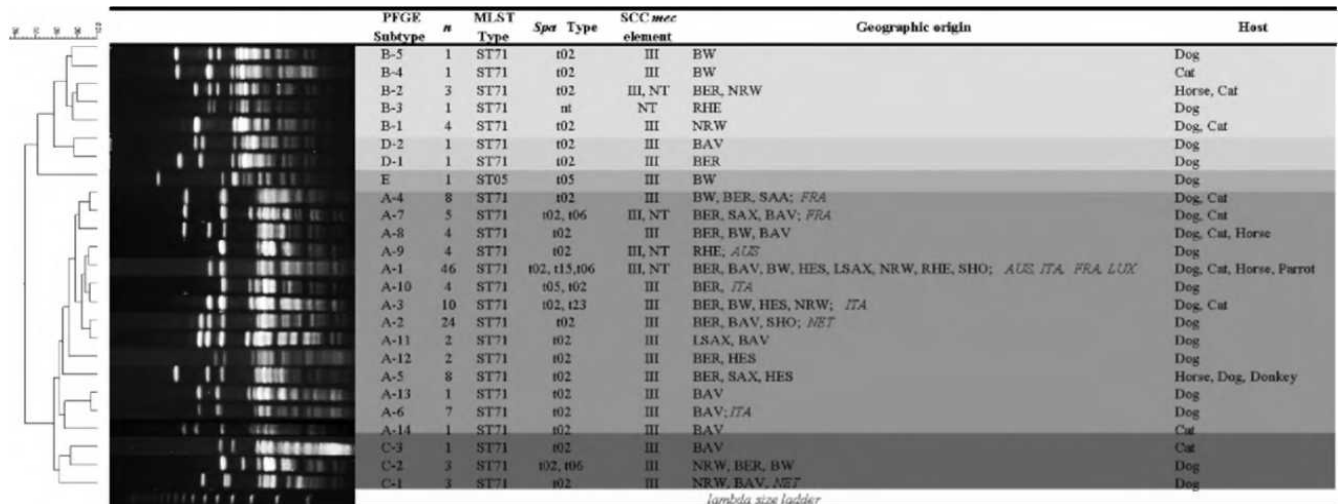 PFGE Subtype n MLST Type Spa Type SCC mec element Geographic origin Host
B-5 1 ST71 t02 III BW Dog
B-4 1 ST71 t02 III BW Cat
B-2 3 ST71 t02 III, NT BER, NRW Horse, Cat
B-3 1 ST71 nt NT RHE Dog
B-1 4 ST71 t02 III NRW Dog, Cat
D-2 1 ST71 t02 III BAV Dog
D-1 1 ST71 t02 III BER Dog
E 1 ST05 t05 III BW Dog
A-4 8 ST71 t02 III BW, BER, SAA; FRA Dog, Cat
A-7 5 ST71 t02, t06 III, NT BER, SAX, BAV; FRA Dog, Cat
A-8 4 ST71 t02 III BER, BW, BAV Dog, Cat, Horse
A-9 4 ST71 t02 III, NT RHE; AUS Dog
A-1 46 ST71 t02, t15,t06 III, NT BER, BAV, BW, HES, LSAX, NRW, RHE, SHO; AUS, ITA, FRA, LUX Dog, Cat, Horse, Parrot
A-10 4 ST71 t05, t02 III BER, ITA Dog
A-3 10 ST71 t02, t23 III BER, BW, HES, NRW; ITA Dog, Cat
A-2 24 ST71 t02 III BER, BAV, SHO; NET Dog
A-11 2 ST71 t02 III LSAX, BAV Dog
A-12 2 ST71 t02 III BER, HES Dog
A-5 8 ST71 t02 III BER, SAX, HES Horse, Dog, Donkey
A-13 1 ST71 t02 III BAV Dog
A-6 7 ST71 t02 III BAV; ITA Dog
A-14 1 ST71 t02 III BAV Cat
C-3 1 ST71 t02 III BAV Cat
C-2 3 ST71 t02, t06 III NRW, BER, BW Dog
C-1 3 ST71 t02 III NRW, BAV, NET Dog
lambda size ladder